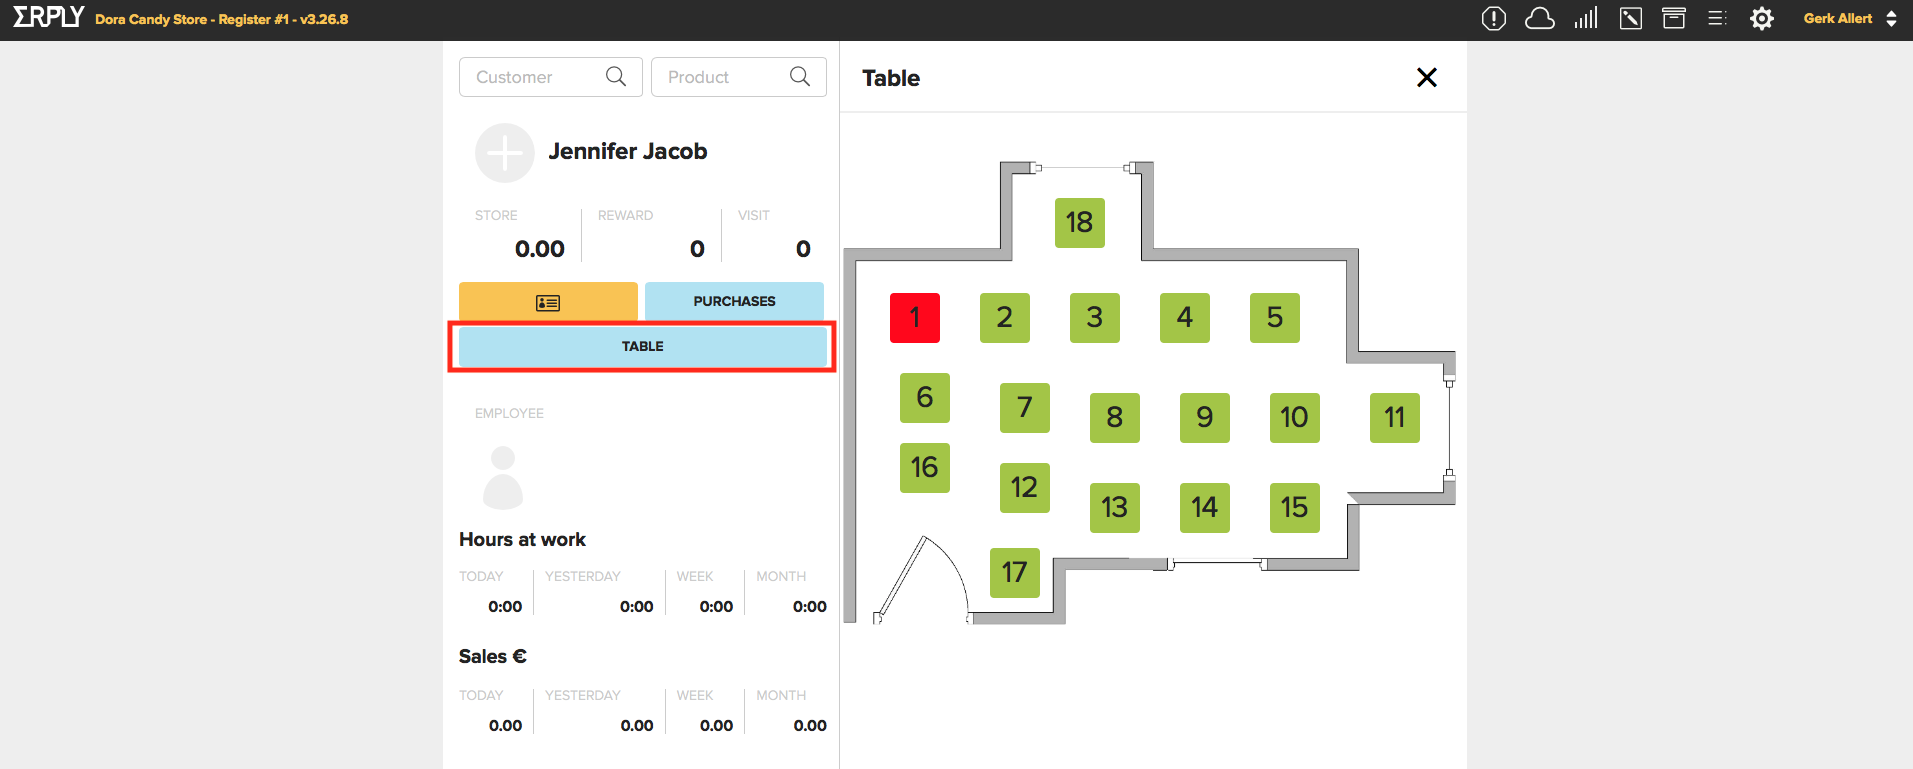 ERPLY Dora Candy Store - Register #1 - v3.26.8 Gerk Allert
Customer Product
Table
Jennifer Jacob
STORE REWARD VISIT
0.00 0 0
PURCHASES
TABLE
EMPLOYEE
Hours at work
TODAY YESTERDAY WEEK MONTH
0:00 0:00 0:00 0:00
Sales €
TODAY YESTERDAY WEEK MONTH
0.00 0.00 0.00 0.00
18
1 2 3 4 5
6 7 8 9 10 11
16 12 13 14 15
17